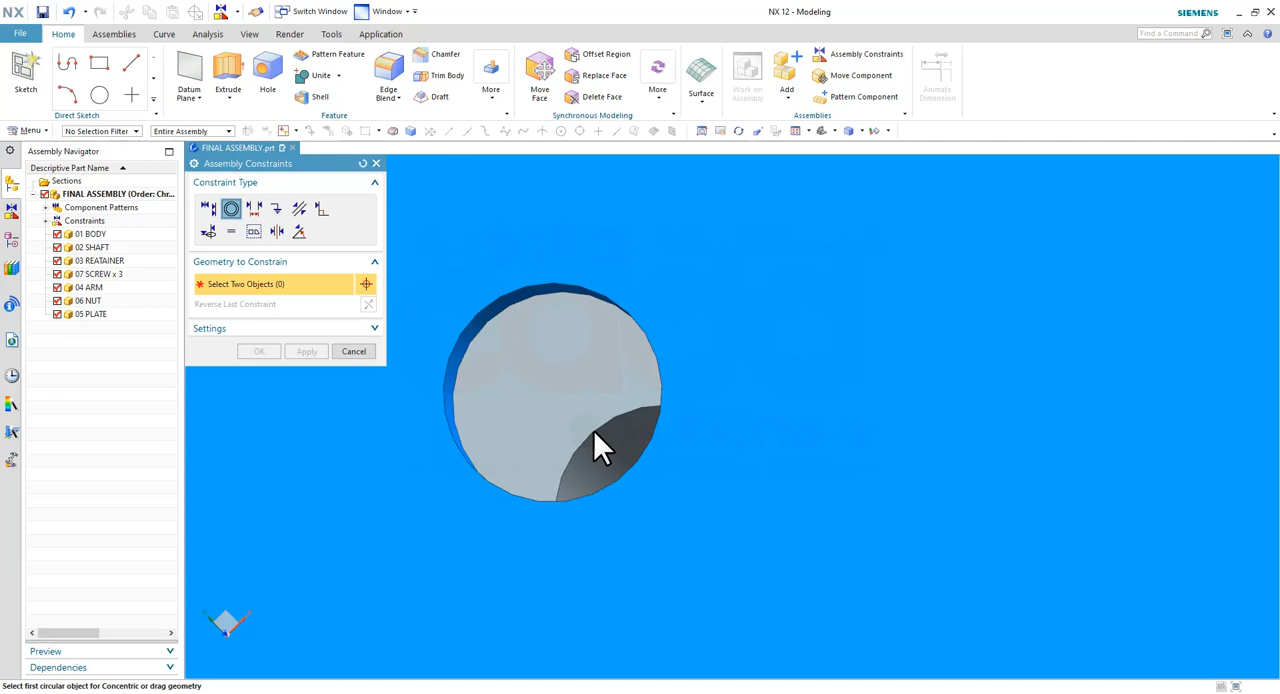 NX
Switch Window
Window
NX 12 - Modeling
SIEMENS
File
Home
Assemblies
Curve
Analysis
View
Render
Tools
Application
Find a Command
Sketch
Direct Sketch
Datum
Plane
Extrude
Hole
Pattern Feature
Unite
Shell
Edge
Blend
Chamfer
Trim Body
Draft
More
Feature
Move
Face
Offset Region
Replace Face
Delete Face
More
Synchronous Modeling
Surface
Work on
Assembly
Add
Assembly Constraints
Move Component
Pattern Component
Assemblies
Animate
Dimension
Menu
No Selection Filter
Entire Assembly
Assembly Navigator
Descriptive Part Name
Sections
FINAL ASSEMBLY (Order: Chr...
Component Patterns
Constraints
01 BODY
02 SHAFT
03 REATAINER
07 SCREW x 3
04 ARM
06 NUT
05 PLATE
Preview
Dependencies
FINAL ASSEMBLY.prt
Assembly Constraints
Constraint Type
Geometry to Constrain
* Select Two Objects (0)
Reverse Last Constraint
Settings
OK
Apply
Cancel
Select first circular object for Concentric or drag geometry